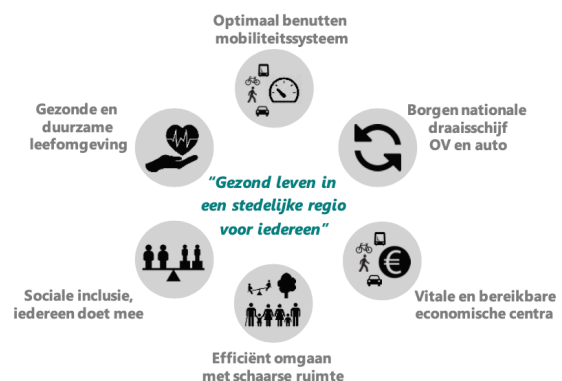 Optimaal benutten
mobiliteitssysteem
Gezonde en
duurzame
leefomgeving
Borgen nationale
draaisschijf
OV en auto
“Gezond leven in
een stedelijke regio
voor iedereen”
Sociale inclusie,
iedereen doet mee
Vitale en bereikbare
economische centra
Efficiënt omgaan
met schaarse ruimte